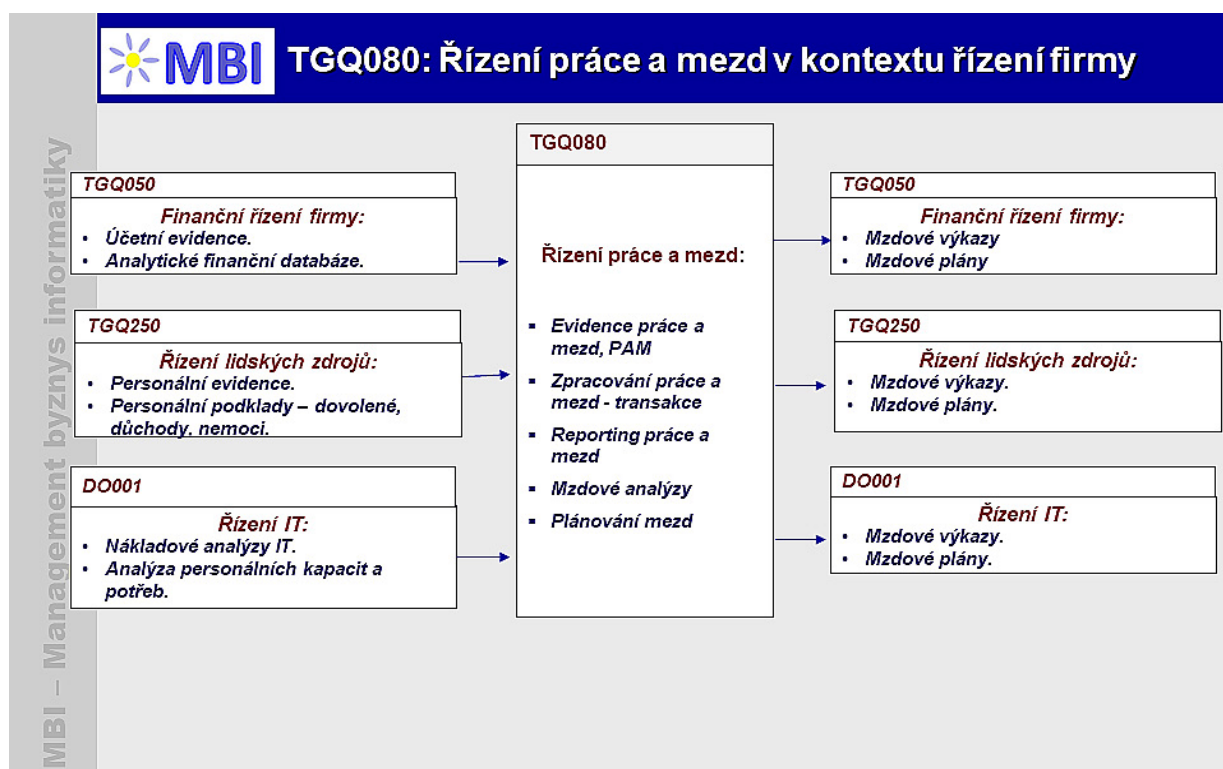 MBI
TGQ080: Řízení práce a mezd v kontextu řízení firmy
MBI – Management byznys informatiky
TGQ050
Finanční řízení firmy:
• Účetní evidence.
• Analytické finanční databáze.
TGQ250
Řízení lidských zdrojů:
• Personální evidence.
• Personální podklady – dovolené,
důchody, nemoci.
DO001
Řízení IT:
• Nákladové analýzy IT.
• Analýza personálních kapacit a
potřeb.
TGQ080
Řízení práce a mezd:
▪ Evidence práce a
mezd, PAM
▪ Zpracování práce a
mezd - transakce
▪ Reporting práce a
mezd
▪ Mzdové analýzy
▪ Plánování mezd
TGQ050
Finanční řízení firmy:
• Mzdové výkazy
• Mzdové plány
TGQ250
Řízení lidských zdrojů:
• Mzdové výkazy.
• Mzdové plány.
DO001
Řízení IT:
• Mzdové výkazy.
• Mzdové plány.